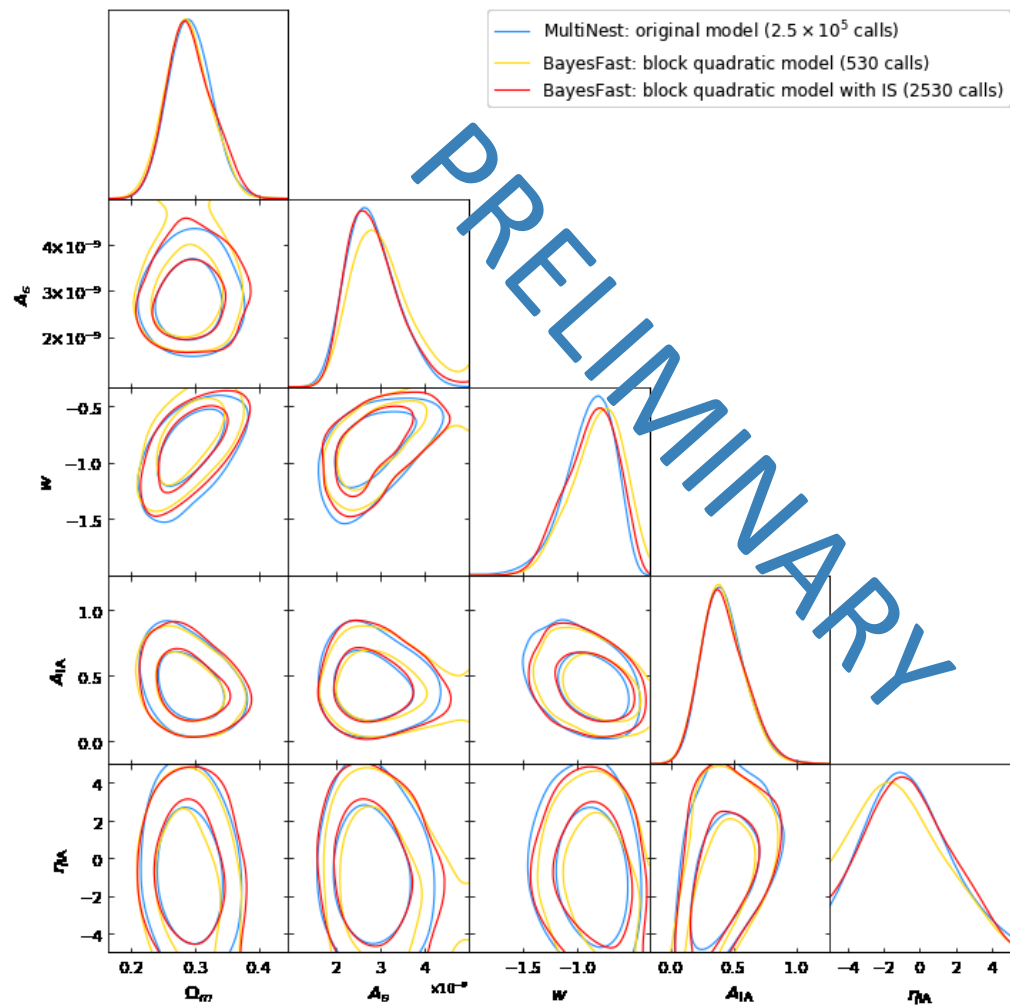 MultiNest: original model (2.5 × 10⁵ calls)
BayesFast: block quadratic model (530 calls)
BayesFast: block quadratic model with IS (2530 calls)
PRELIMINARY
4×10⁻⁹
3×10⁻⁹
2×10⁻⁹
A_s
−0.5
−1.0
−1.5
w
1.0
0.5
0.0
A_IA
4
2
0
−2
−4
η_IA
0.2 0.3 0.4 2 4 −1.5 −1.0 0.0 0.5 1.0 −4 −2 0 2 4
×10⁻⁹
Ω_m A_s w A_IA η_IA